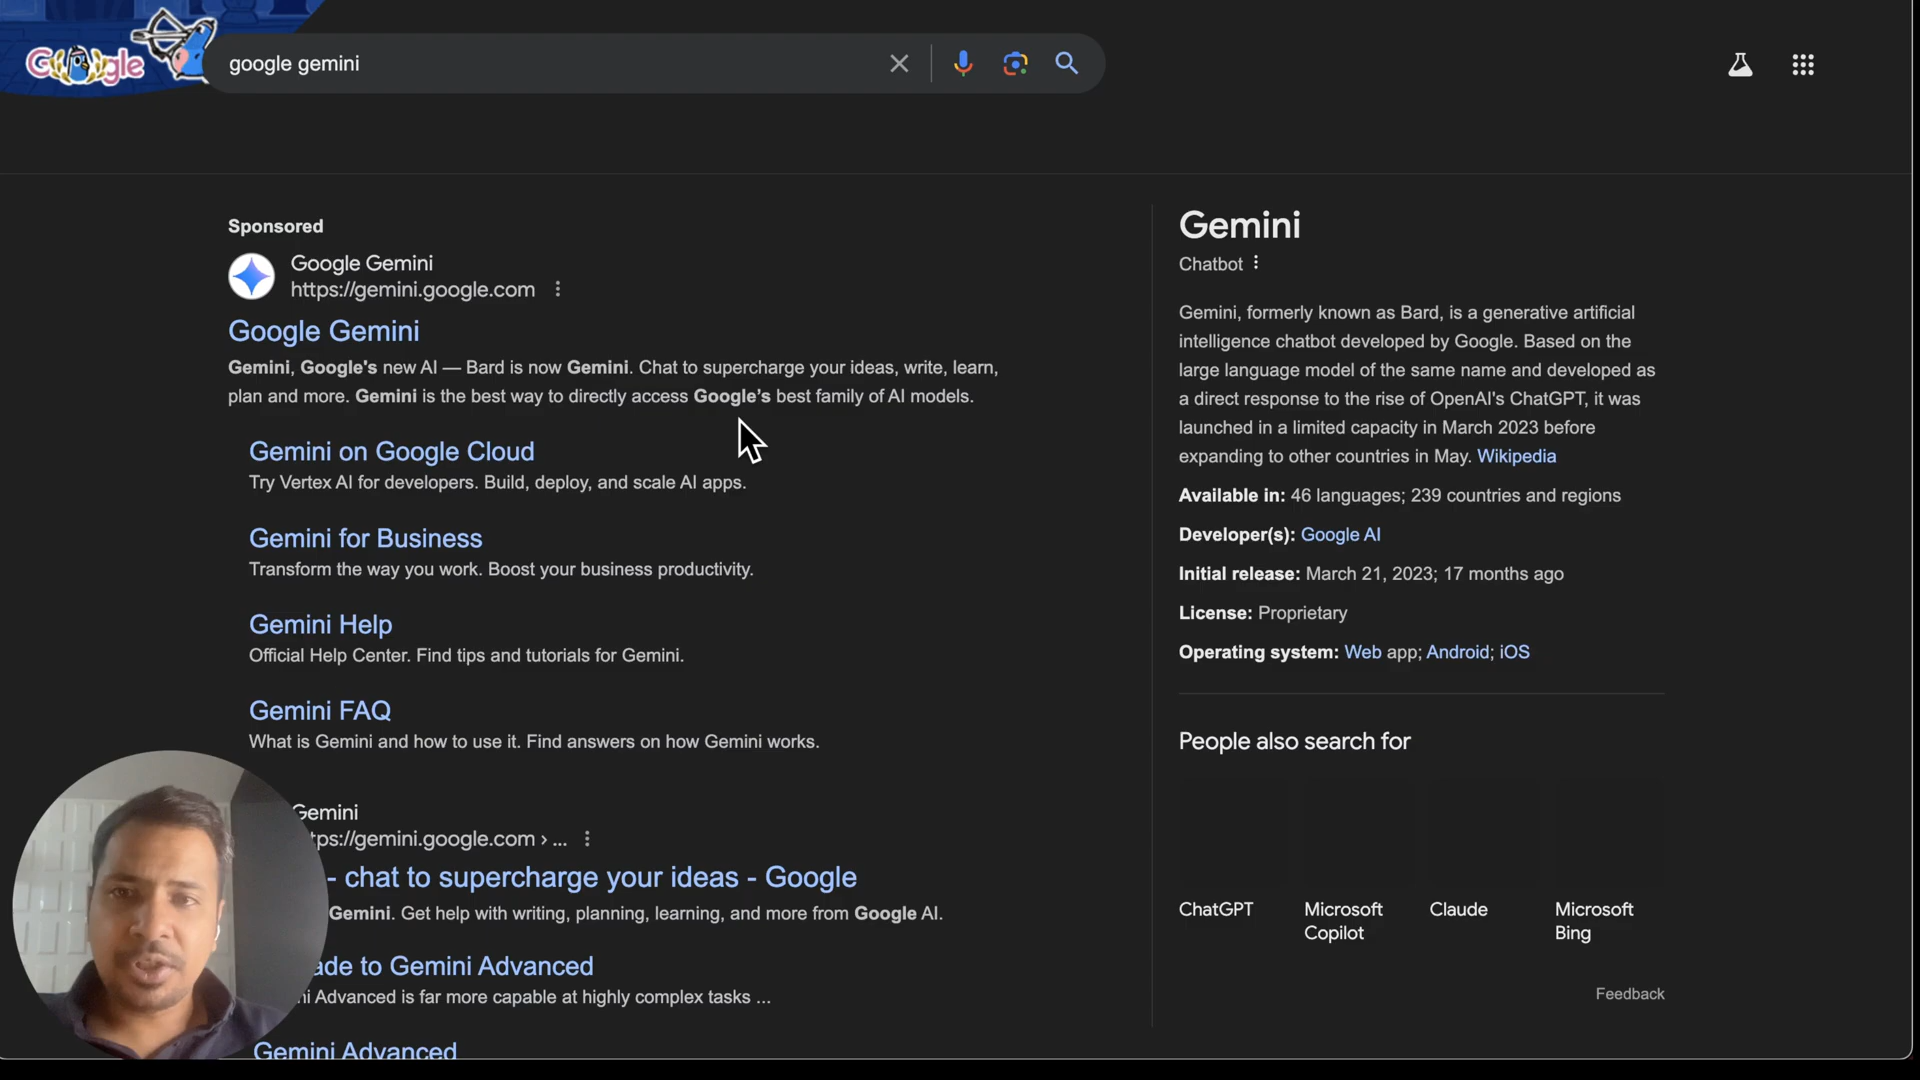 Google
google gemini
Sponsored
Google Gemini
https://gemini.google.com
Google Gemini
Gemini, Google's new AI — Bard is now Gemini. Chat to supercharge your ideas, write, learn,
plan and more. Gemini is the best way to directly access Google’s best family of AI models.
Gemini on Google Cloud
Try Vertex AI for developers. Build, deploy, and scale AI apps.
Gemini for Business
Transform the way you work. Boost your business productivity.
Gemini Help
Official Help Center. Find tips and tutorials for Gemini.
Gemini FAQ
What is Gemini and how to use it. Find answers on how Gemini works.
Gemini
https://gemini.google.com › ...
- chat to supercharge your ideas - Google
Gemini. Get help with writing, planning, learning, and more from Google AI.
to Gemini Advanced
Advanced is far more capable at highly complex tasks ...
Gemini Advanced
Gemini
Chatbot
Gemini, formerly known as Bard, is a generative artificial
intelligence chatbot developed by Google. Based on the
large language model of the same name and developed as
a direct response to the rise of OpenAI's ChatGPT, it was
launched in a limited capacity in March 2023 before
expanding to other countries in May. Wikipedia
Available in: 46 languages; 239 countries and regions
Developer(s): Google AI
Initial release: March 21, 2023; 17 months ago
License: Proprietary
Operating system: Web app; Android; iOS
People also search for
ChatGPT
Microsoft
Copilot
Claude
Microsoft
Bing
Feedback